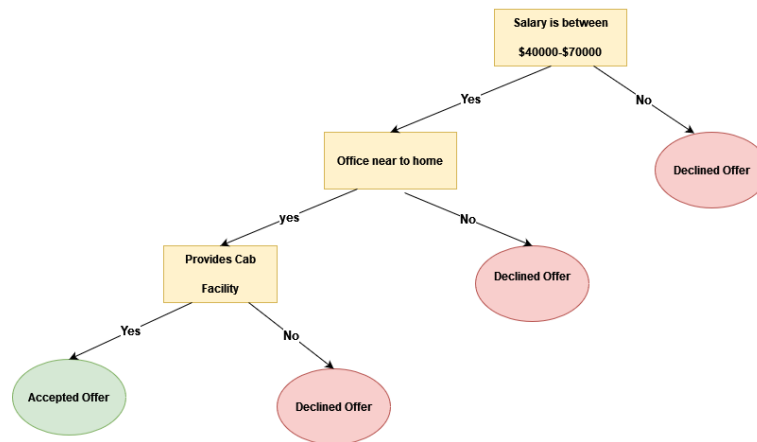 Salary is between
$40000-$70000
Yes
No
Office near to home
Declined Offer
yes
No
Provides Cab
Facility
Declined Offer
Yes
No
Accepted Offer
Declined Offer